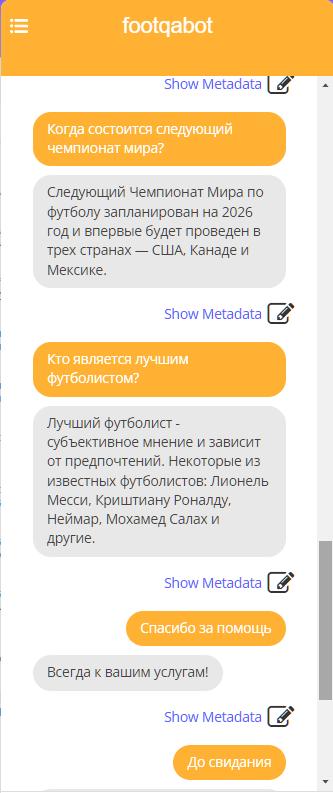 footqabot
Show Metadata
Когда состоится следующий
чемпионат мира?
Следующий Чемпионат Мира по
футболу запланирован на 2026
год и впервые будет проведен в
трех странах — США, Канаде и
Мексике.
Show Metadata
Кто является лучшим
футболистом?
Лучший футболист -
субъективное мнение и зависит
от предпочтений. Некоторые из
известных футболистов: Лионель
Месси, Криштиану Роналду,
Неймар, Мохамед Салах и
другие.
Show Metadata
Спасибо за помощь
Всегда к вашим услугам!
Show Metadata
До свидания